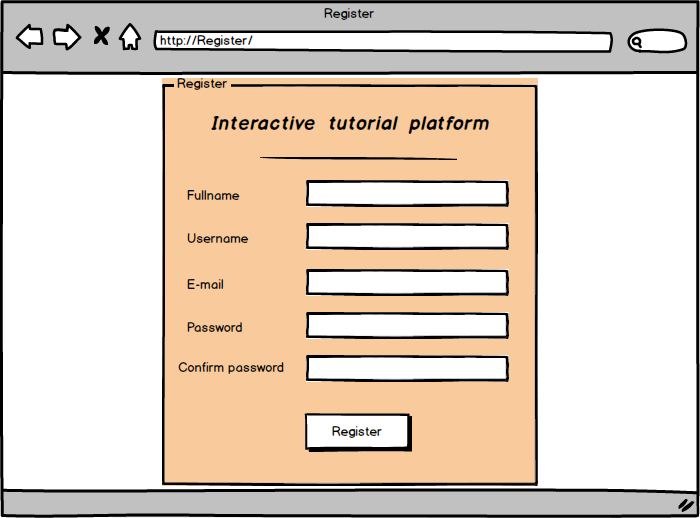 Register
http://Register/
Register
Interactive tutorial platform
Fullname
Username
E-mail
Password
Confirm password
Register